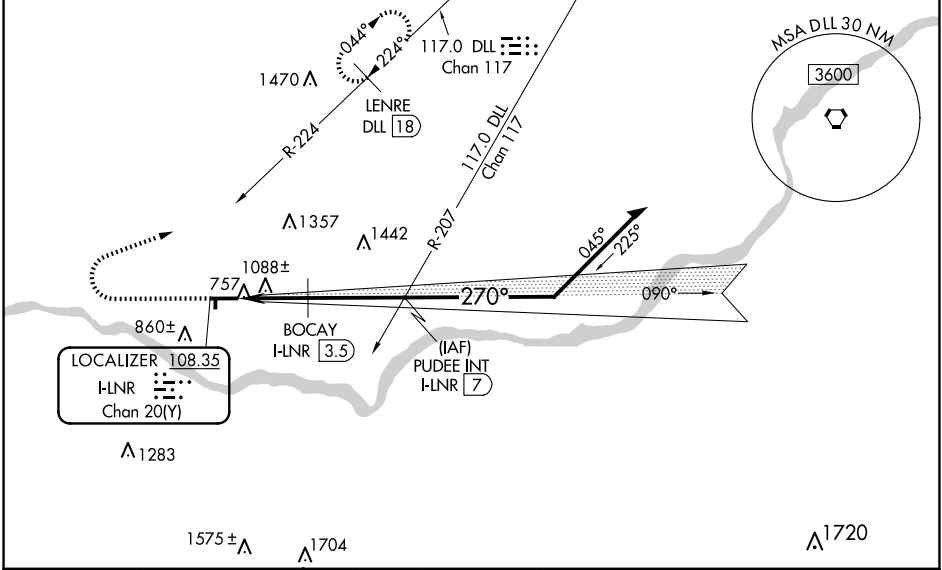 MSA DLL 30 NM
3600
044°
224°
117.0 DLL
Chan 117
1470
LENRE
DLL 18
R-224
117.0 DLL
Chan 117
R-207
1357
1442
045°
225°
757
1088±
270°
090°
BOCAY
I-LNR 3.5
(IAF)
PUDEE INT
I-LNR 7
860±
LOCALIZER 108.35
I-LNR
Chan 20(Y)
1283
1575±
1704
1720